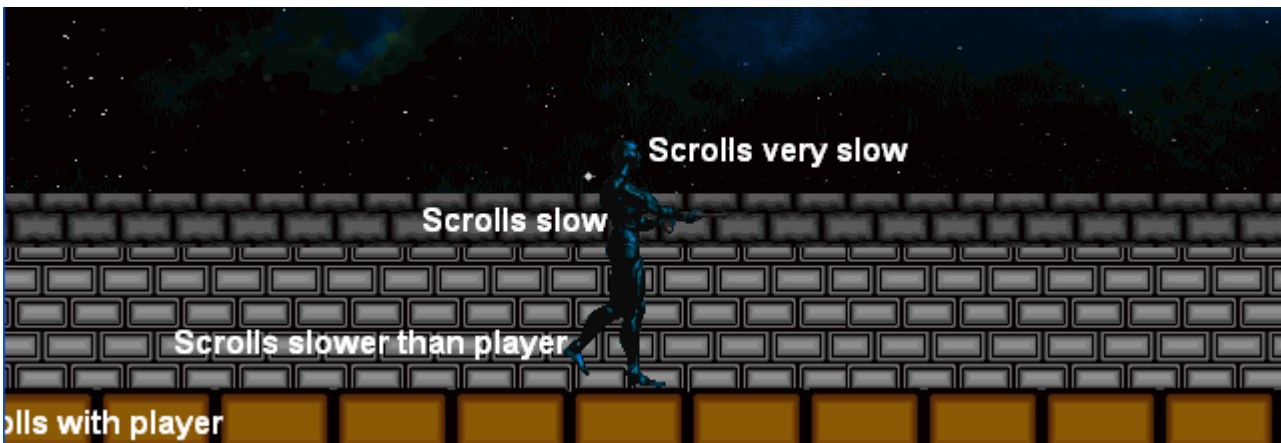 Scrolls very slow
Scrolls slow
Scrolls slower than player
olls with player